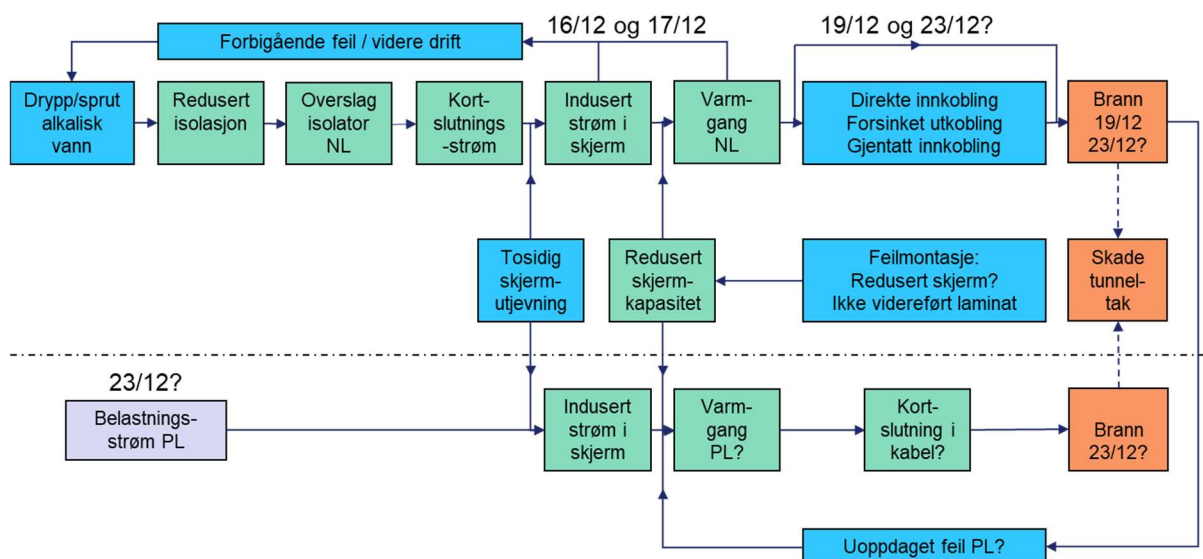 16/12 og 17/12
19/12 og 23/12?
Forbigående feil / videre drift
Drypp/sprut
alkalisk
vann
Redusert
isolasjon
Overslag
isolator
NL
Kort-
slutnings
-strøm
Indusert
strøm i
skjerm
Varm-
gang
NL
Direkte innkobling
Forsinket utkobling
Gjentatt innkobling
Brann
19/12
23/12?
Tosidig
skjerm-
utjevning
Redusert
skjerm-
kapasitet
Feilmontasje:
Redusert skjerm?
Ikke videreført laminat
Skade
tunnel-
tak
23/12?
Belastnings-
strøm PL
Indusert
strøm i
skjerm
Varm-
gang
PL?
Kort-
slutning i
kabel?
Brann
23/12?
Uoppdaget feil PL?